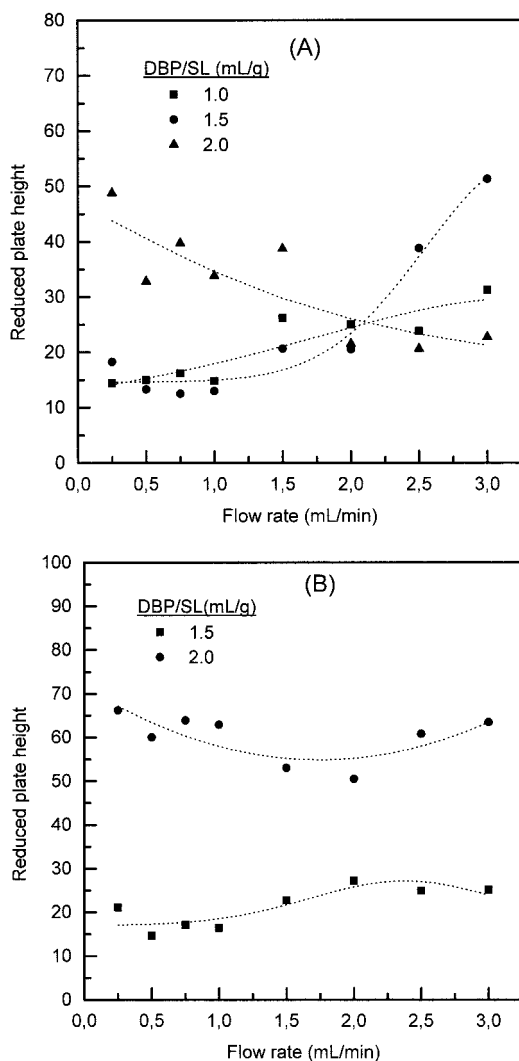 (A)
DBP/SL (mL/g)
1.0
1.5
2.0
80
70
60
50
40
30
20
10
0
Reduced plate height
0,0 0,5 1,0 1,5 2,0 2,5 3,0
Flow rate (mL/min)
(B)
DBP/SL(mL/g)
1.5
2.0
100
90
80
70
60
50
40
30
20
10
0
Reduced plate height
0,0 0,5 1,0 1,5 2,0 2,5 3,0
Flow rate (mL/min)